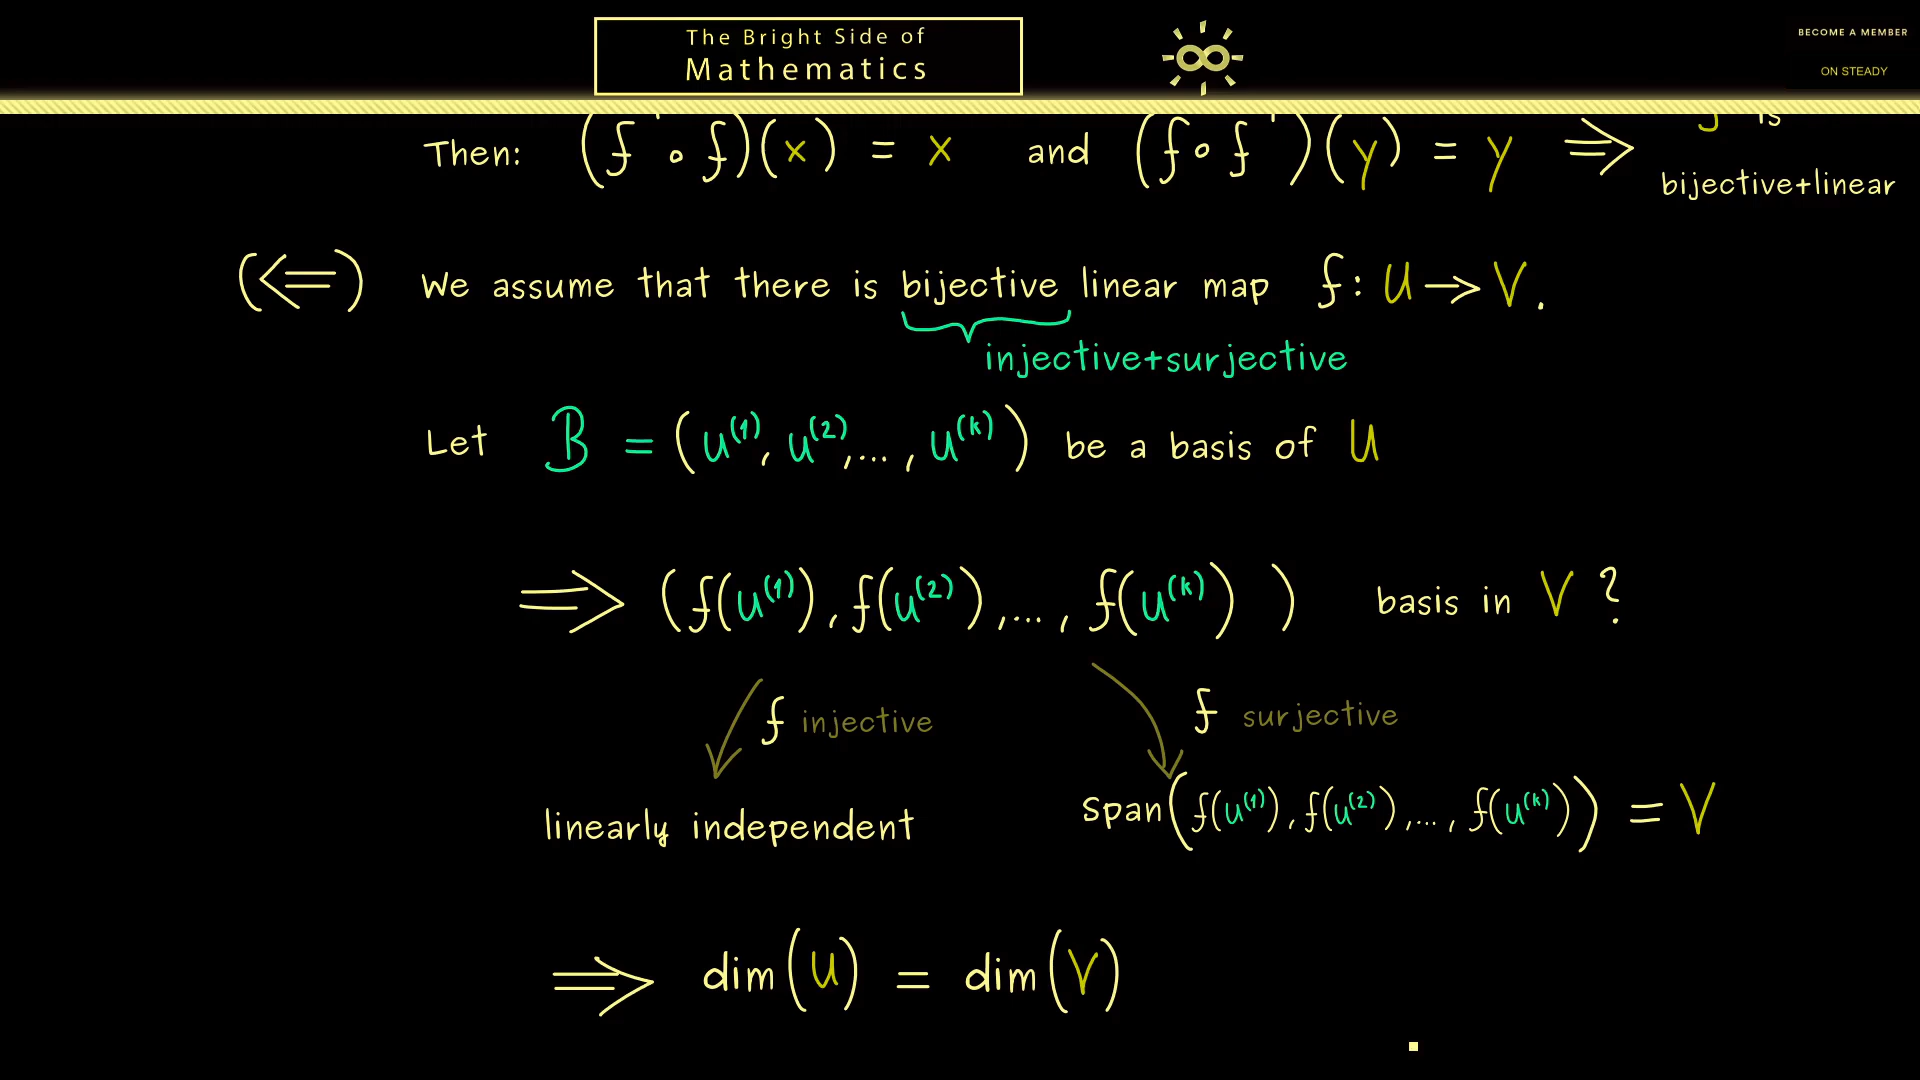 The Bright Side of
Mathematics
BECOME A MEMBER
ON STEADY
is
Then: (f⁻¹ ∘ f)(x) = x and (f ∘ f⁻¹)(y) = y ⟹
bijective+linear
(⟸) We assume that there is bijective linear map f: U → V.
injective+surjective
Let B = (u⁽¹⁾, u⁽²⁾,..., u⁽ᵏ⁾) be a basis of U
⟹ (f(u⁽¹⁾), f(u⁽²⁾),..., f(u⁽ᵏ⁾) ) basis in V ?
f injective
f surjective
linearly independent
Span(f(u⁽¹⁾), f(u⁽²⁾),..., f(u⁽ᵏ⁾)) = V
⟹ dim(U) = dim(V)